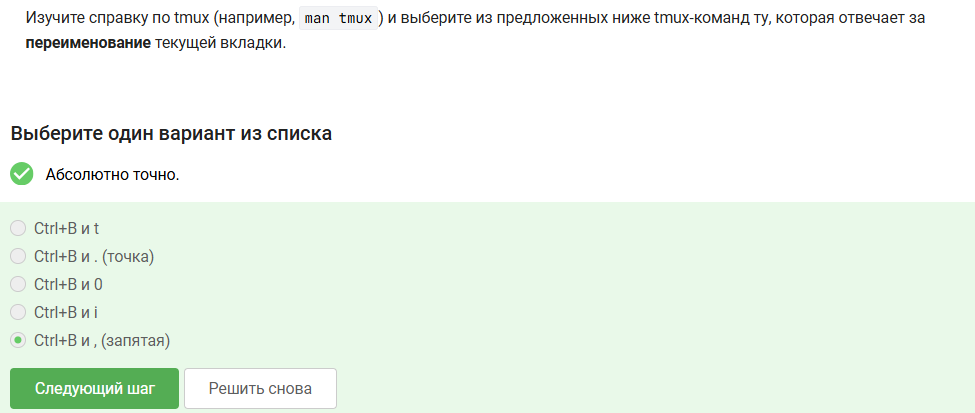 Изучите справку по tmux (например, man tmux ) и выберите из предложенных ниже tmux-команд ту, которая отвечает за
переименование текущей вкладки.
Выберите один вариант из списка
Абсолютно точно.
Ctrl+B и t
Ctrl+B и . (точка)
Ctrl+B и 0
Ctrl+B и i
Ctrl+B и , (запятая)
Следующий шаг
Решить снова